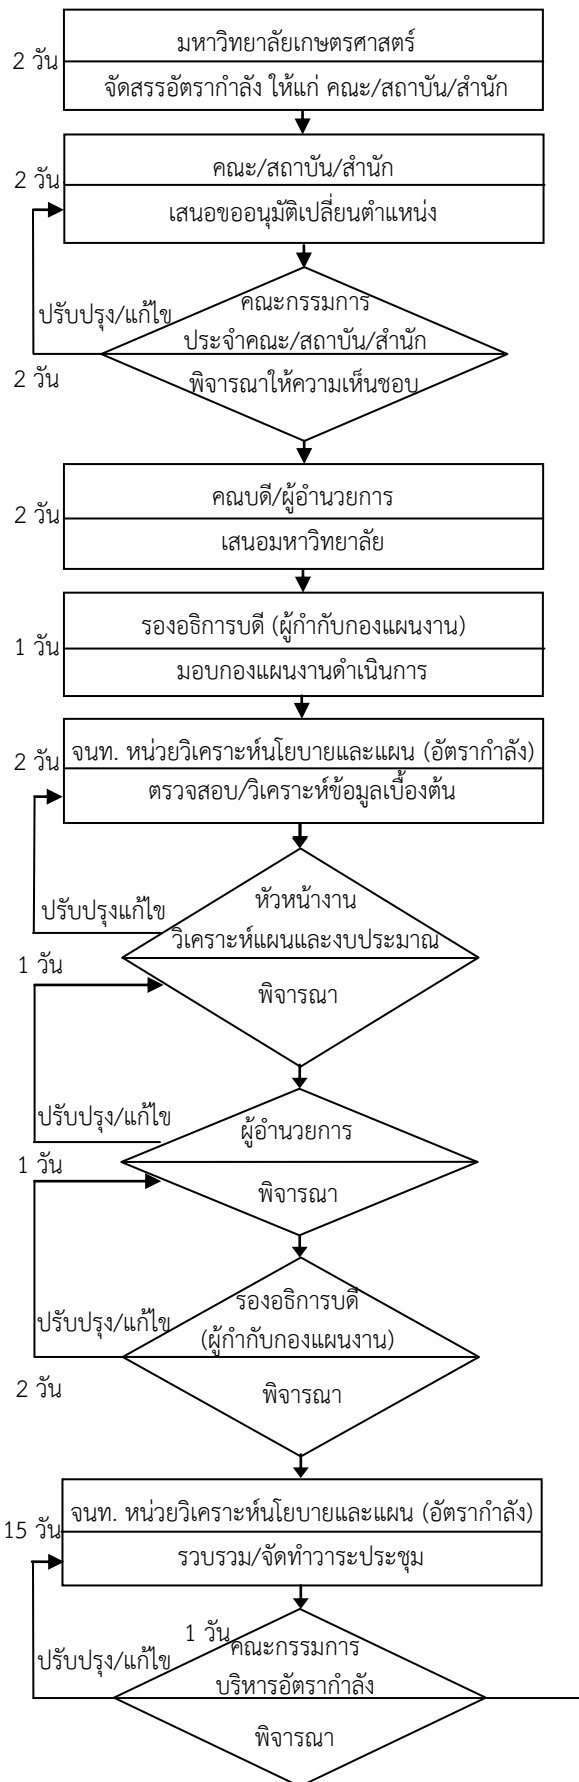 มหาวิทยาลัยเกษตรศาสตร์
2 วัน
จัดสรรอัตรากำลัง ให้แก่ คณะ/สถาบัน/สำนัก
คณะ/สถาบัน/สำนัก
2 วัน
เสนอขออนุมัติเปลี่ยนตำแหน่ง
คณะกรรมการ
ปรับปรุง/แก้ไข
ประจำคณะ/สถาบัน/สำนัก
2 วัน
พิจารณาให้ความเห็นชอบ
คณบดี/ผู้อำนวยการ
2 วัน
เสนอมหาวิทยาลัย
รองอธิการบดี (ผู้กำกับกองแผนงาน)
1 วัน
มอบกองแผนงานดำเนินการ
จนท. หน่วยวิเคราะห์นโยบายและแผน (อัตรากำลัง)
2 วัน
ตรวจสอบ/วิเคราะห์ข้อมูลเบื้องต้น
หัวหน้างาน
ปรับปรุงแก้ไข
วิเคราะห์แผนและงบประมาณ
1 วัน
พิจารณา
ปรับปรุง/แก้ไข
ผู้อำนวยการ
1 วัน
พิจารณา
รองอธิการบดี
ปรับปรุง/แก้ไข
(ผู้กำกับกองแผนงาน)
2 วัน
พิจารณา
จนท. หน่วยวิเคราะห์นโยบายและแผน (อัตรากำลัง)
15 วัน
รวบรวม/จัดทำวาระประชุม
1 วัน
คณะกรรมการ
ปรับปรุง/แก้ไข
บริหารอัตรากำลัง
พิจารณา